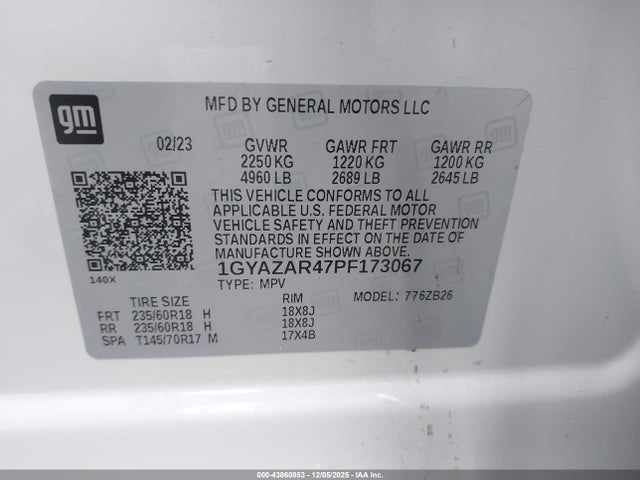 gm
MFD BY GENERAL MOTORS LLC
02/23 GVWR GAWR FRT GAWR RR
2250 KG 1220 KG 1200 KG
4960 LB 2689 LB 2645 LB
THIS VEHICLE CONFORMS TO ALL
APPLICABLE U.S. FEDERAL MOTOR
VEHICLE SAFETY AND THEFT PREVENTION
STANDARDS IN EFFECT ON THE DATE
OF MANUFACTURE SHOWN ABOVE.
1GYAZAR47PF173067
140X
TYPE: MPV
TIRE SIZE RIM MODEL: 776ZB26
FRT 235/60R18 H 18X8J
RR 235/60R18 H 18X8J
SPA T145/70R17 M 17X4B
00-43860853 - 12/05/2025 - IAA Inc.